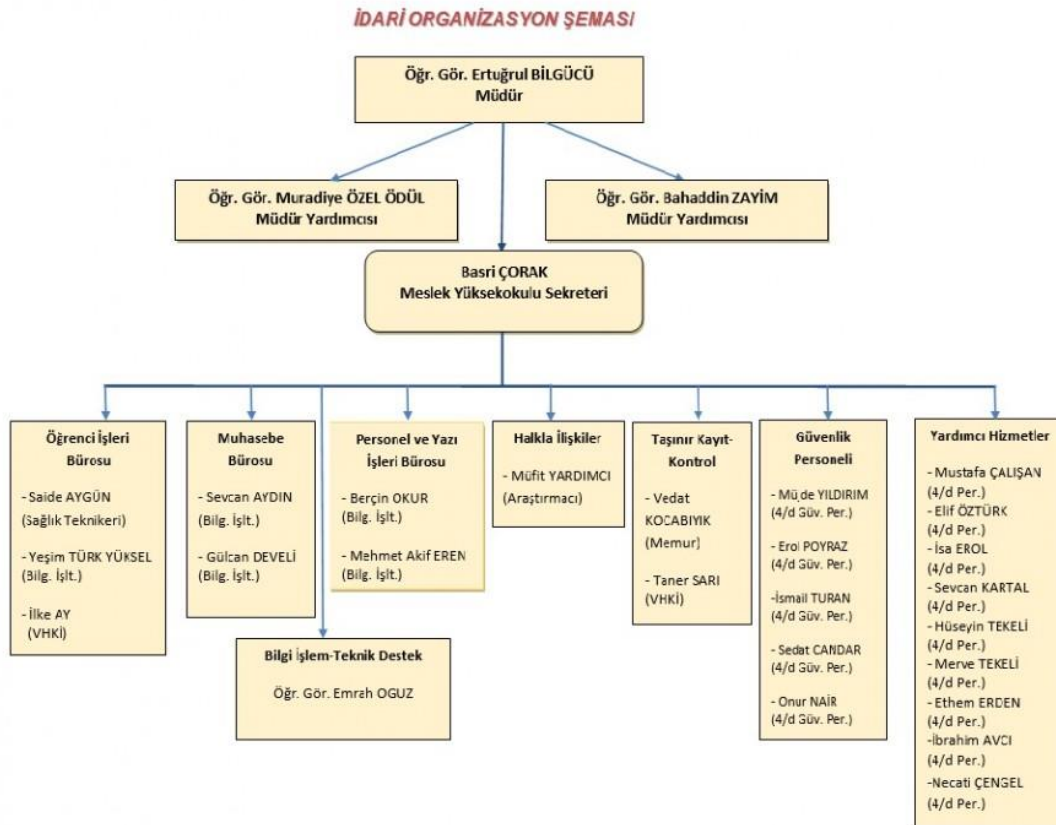 İDARİ ORGANİZASYON ŞEMASI
Öğr. Gör. Ertuğrul BİLGÜCÜ
Müdür
Öğr. Gör. Muradiye ÖZEL ÖDÜL
Müdür Yardımcısı
Öğr. Gör. Bahaddin ZAYİM
Müdür Yardımcısı
Basri ÇORAK
Meslek Yüksekokulu Sekreteri
Öğrenci İşleri
Bürosu
- Saide AYGÜN
(Sağlık Teknikeri)
- Yeşim TÜRK YÜKSEL
(Bilg. İşlt.)
- İlke AY
(VHKİ)
Muhasebe
Bürosu
- Sevcan AYDIN
(Bilg. İşlt.)
- Gülcan DEVELİ
(Bilg. İşlt.)
Bilgi İşlem-Teknik Destek
Öğr. Gör. Emrah OGUZ
Personel ve Yazı
İşleri Bürosu
- Berçin OKUR
(Bilg. İşlt.)
- Mehmet Akif EREN
(Bilg. İşlt.)
Halkla İlişkiler
- Müfit YARDIMCI
(Araştırmacı)
Taşınır Kayıt-
Kontrol
- Vedat
KOCABIYIK
(Memur)
- Taner SARI
(VHKİ)
Güvenlik
Personeli
- Müjde YILDIRIM
(4/d Güv. Per.)
- Erol POYRAZ
(4/d Güv. Per.)
-İsmail TURAN
(4/d Güv. Per.)
- Sedat CANDAR
(4/d Güv. Per.)
- Onur NAİR
(4/d Güv. Per.)
Yardımcı Hizmetler
- Mustafa ÇALIŞAN
(4/d Per.)
- Elif ÖZTÜRK
(4/d Per.)
- İsa EROL
(4/d Per.)
- Sevcan KARTAL
(4/d Per.)
- Hüseyin TEKELİ
(4/d Per.)
- Merve TEKELİ
(4/d Per.)
- Ethem ERDEN
(4/d Per.)
-İbrahim AVCI
(4/d Per.)
-Necati ÇENGEL
(4/d Per.)